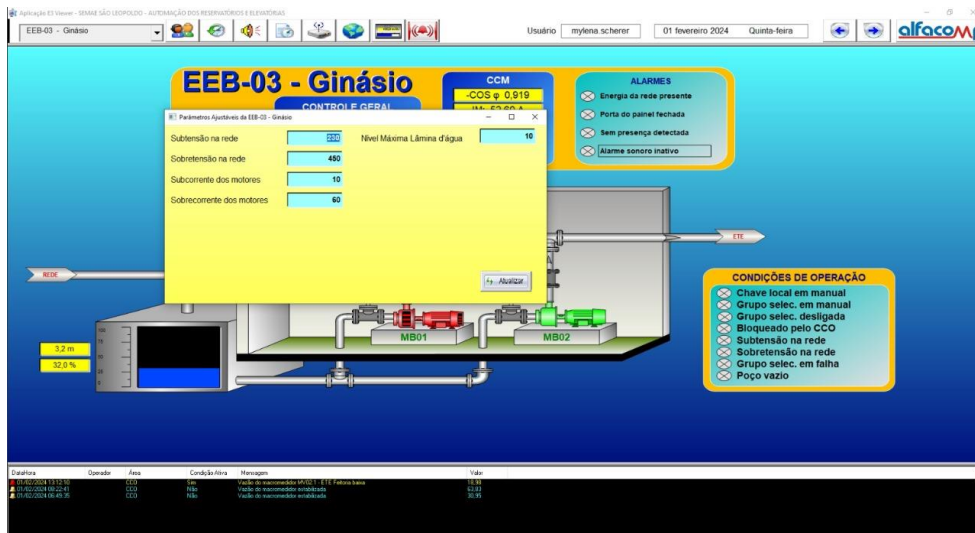 Aplicação E3 Viewer - SEMAE SÃO LEOPOLDO - AUTOMAÇÃO DOS RESERVATÓRIOS E ELEVATÓRIAS
EEB-03 - Ginásio
Usuário mylena.scherer 01 fevereiro 2024 Quinta-feira
alfacom
EEB-03 - Ginásio
CONTROLE GERAL
CCM
-COS φ 0,919
ALARMES
Energia da rede presente
Porta do painel fechada
Sem presença detectada
Alarme sonoro inativo
Parâmetros Ajustáveis da EEB-03 - Ginásio
Subtensão na rede
Nível Máxima Lâmina d'água 10
Sobretensão na rede 450
Subcorrente dos motores 10
Sobrecorrente dos motores 60
Atualizar
REDE
ETE
MB01
MB02
3,2 m
32,0 %
CONDIÇÕES DE OPERAÇÃO
Chave local em manual
Grupo selec. em manual
Grupo selec. desligada
Bloqueado pelo CCO
Subtensão na rede
Sobretensão na rede
Grupo selec. em falha
Poço vazio
Data/Hora Operador Área Condição Ativa Mensagem Valor
01/02/2024 13:12:10 CCO Sim Vazão do macromedidor MV02.1 - ETE Feitoria baixa 18,98
01/02/2024 08:22:41 CCO Não Vazão do macromedidor estabilizada 63,83
01/02/2024 06:49:35 CCO Não Vazão do macromedidor estabilizada 30,95